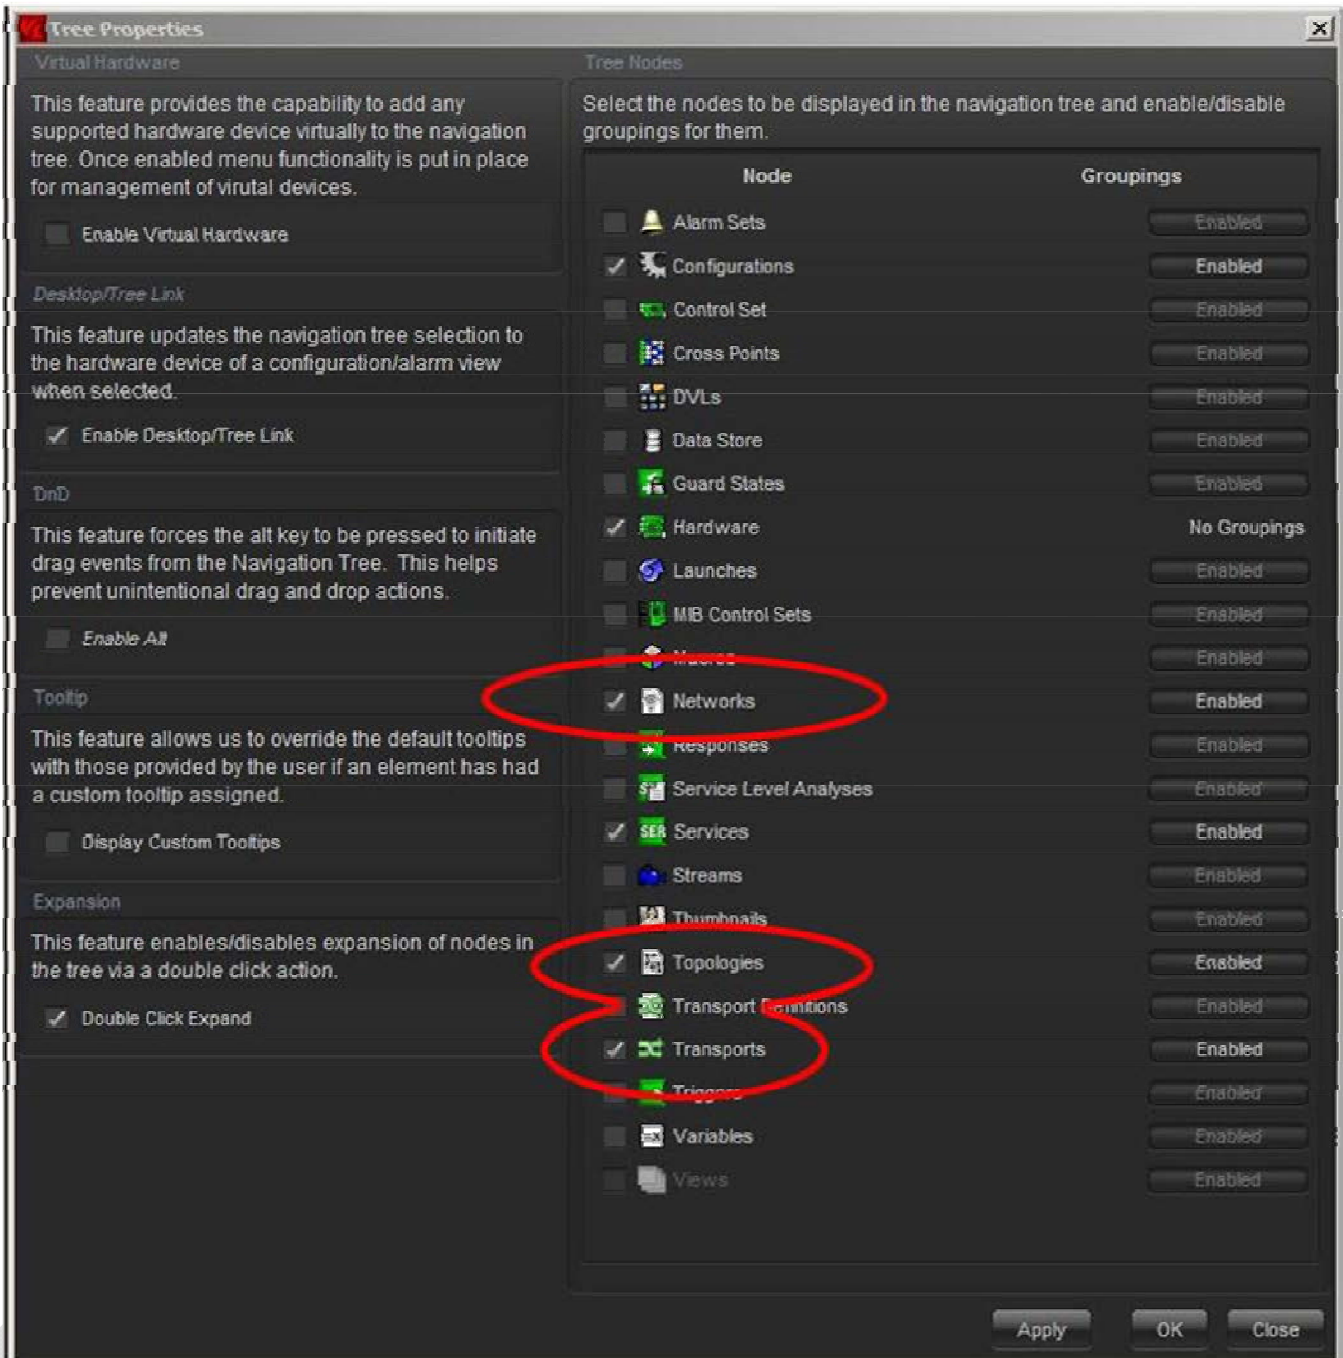 Tree Properties
Virtual Hardware
This feature provides the capability to add any
supported hardware device virtually to the navigation
tree. Once enabled menu functionality is put in place
for management of virutal devices.
Enable Virtual Hardware
Desktop/Tree Link
This feature updates the navigation tree selection to
the hardware device of a configuration/alarm view
when selected.
Enable Desktop/Tree Link
DnD
This feature forces the alt key to be pressed to initiate
drag events from the Navigation Tree. This helps
prevent unintentional drag and drop actions.
Enable Alt
Tooltip
This feature allows us to override the default tooltips
with those provided by the user if an element has had
a custom tooltip assigned.
Display Custom Tooltips
Expansion
This feature enables/disables expansion of nodes in
the tree via a double click action.
Double Click Expand
Tree Nodes
Select the nodes to be displayed in the navigation tree and enable/disable
groupings for them.
Node Groupings
Alarm Sets Enabled
Configurations Enabled
Control Set Enabled
Cross Points Enabled
DVLs Enabled
Data Store Enabled
Guard States Enabled
Hardware No Groupings
Launches Enabled
MIB Control Sets Enabled
Macros Enabled
Networks Enabled
Responses Enabled
Service Level Analyses Enabled
SER Services Enabled
Streams Enabled
Thumbnails Enabled
Topologies Enabled
Transport Definitions Enabled
Transports Enabled
Triggers Enabled
Variables Enabled
Views Enabled
Apply OK Close